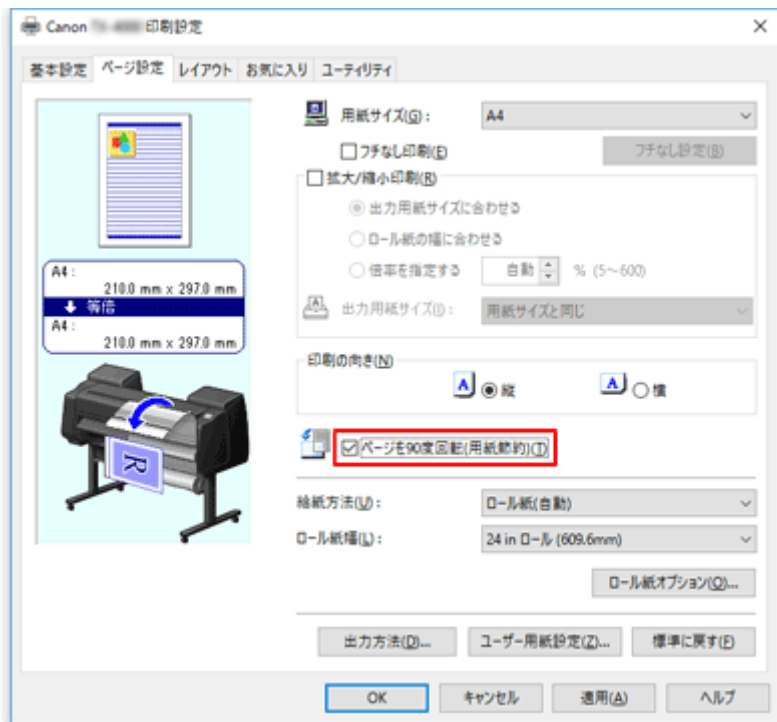 Canon 印刷設定
基本設定 ページ設定 レイアウト お気に入り ユーティリティ
用紙サイズ(G): A4
フチなし印刷(E) フチなし設定(B)
拡大/縮小印刷(R)
出力用紙サイズに合わせる
ロール紙の幅に合わせる
倍率を指定する 自動 % (5～600)
出力用紙サイズ(I): 用紙サイズと同じ
A4:
210.0 mm x 297.0 mm
等倍
A4:
210.0 mm x 297.0 mm
印刷の向き(N)
A 縦 A 横
ページを90度回転(用紙節約)(T)
R
給紙方法(U): ロール紙(自動)
ロール紙幅(L): 24 in ロール (609.6mm)
ロール紙オプション(O)...
出力方法(D)... ユーザー用紙設定(Z)... 標準に戻す(F)
OK キャンセル 適用(A) ヘルプ